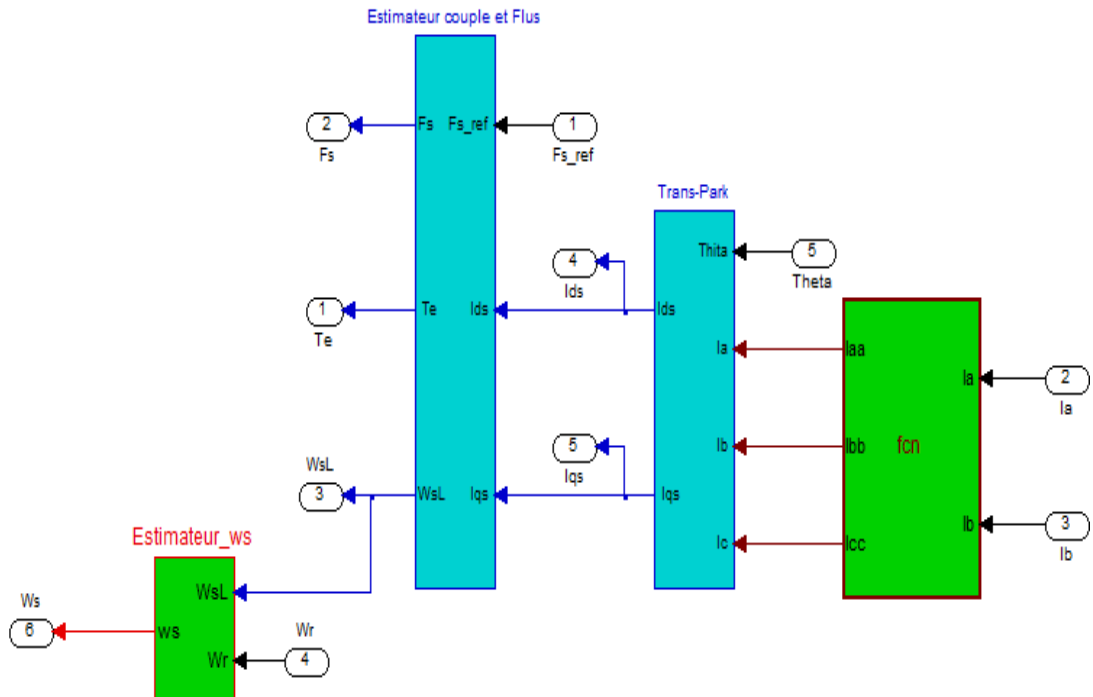 Estimateur couple et Flus
2
Fs
Fs
Fs_ref
1
Fs_ref
Trans-Park
Thita
5
Theta
4
Ids
1
Te
Te
Ids
Ids
Ia
Iaa
Ia
2
Ia
5
Iqs
Ib
Ibb
fcn
WsL
3
WsL
Iqs
Iqs
Ic
Icc
Ib
3
Ib
Estimateur_ws
WsL
Ws
6
ws
Wr
Wr
4